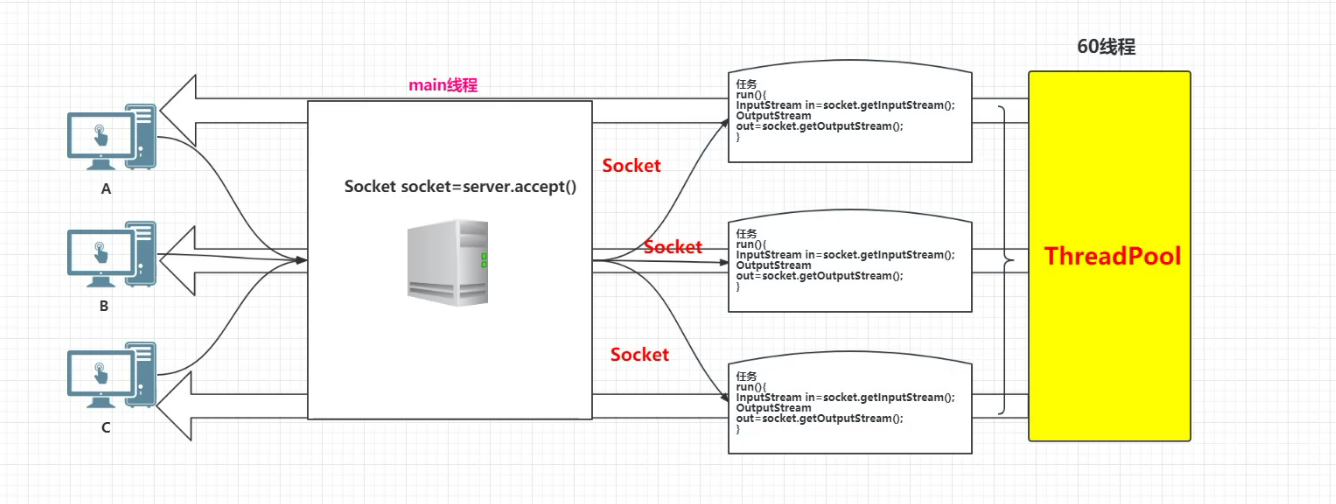 60线程
main线程
任务
run(){
InputStream in=socket.getInputStream();
OutputStream
out=socket.getOutputStream();
}
Socket
Socket socket=server.accept()
A
任务
run(){
InputStream in=socket.getInputStream();
OutputStream
out=socket.getOutputStream();
}
Socket
ThreadPool
B
Socket
任务
run(){
InputStream in=socket.getInputStream();
OutputStream
out=socket.getOutputStream();
}
C